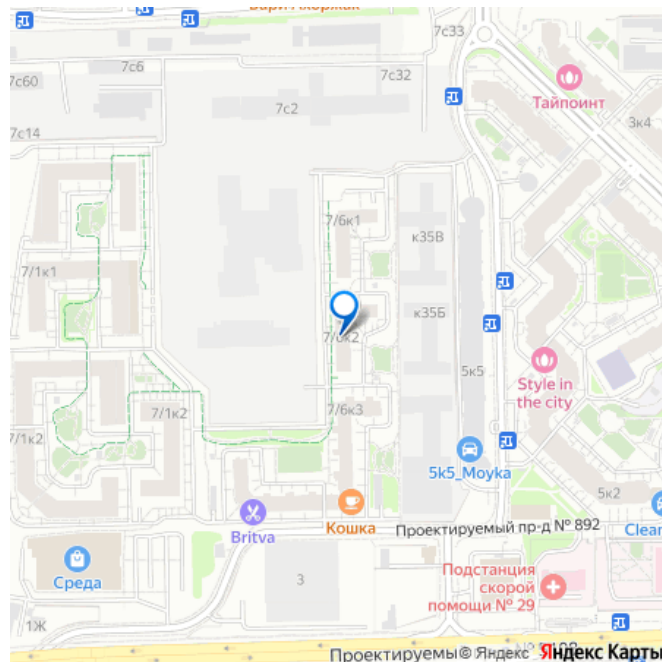 7с33
7с6
7с32
7с60
7с2
Тайпоинт
7с14
3к4
7/6к1
к35В
7/1к1
к35Б
7/6к2
5к5
Style in
the city
7/6к3
7/1к2
7/1к2
5k5_Moyka
5к2
Кошка
Britva
Проектируемый пр-д № 892
Clean
Среда
3
Подстанция
скорой
помощи № 29
1Ж
Проектируемы
© Яндекс
Яндекс Карты